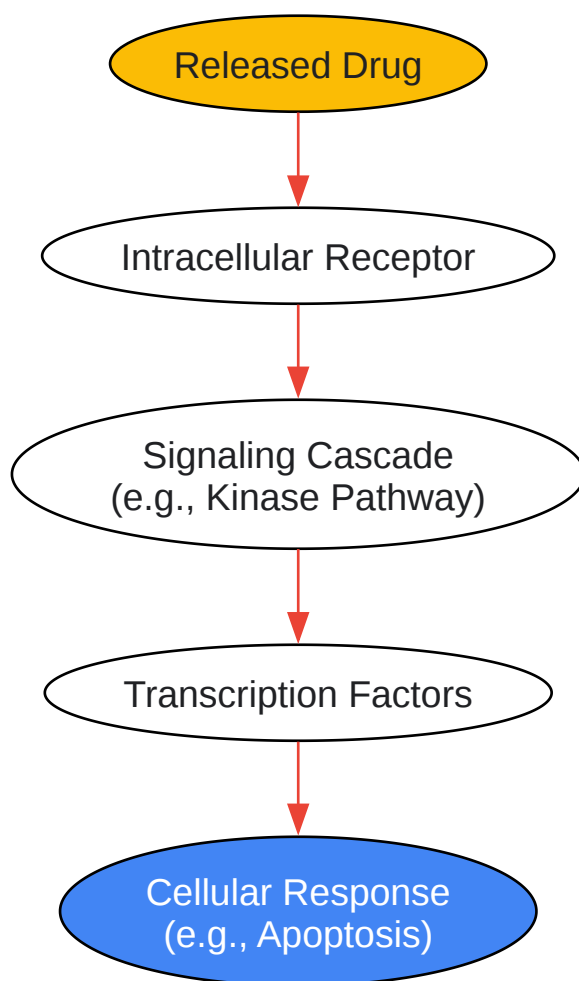 Released Drug
Intracellular Receptor
Signaling Cascade
(e.g., Kinase Pathway)
Transcription Factors
Cellular Response
(e.g., Apoptosis)